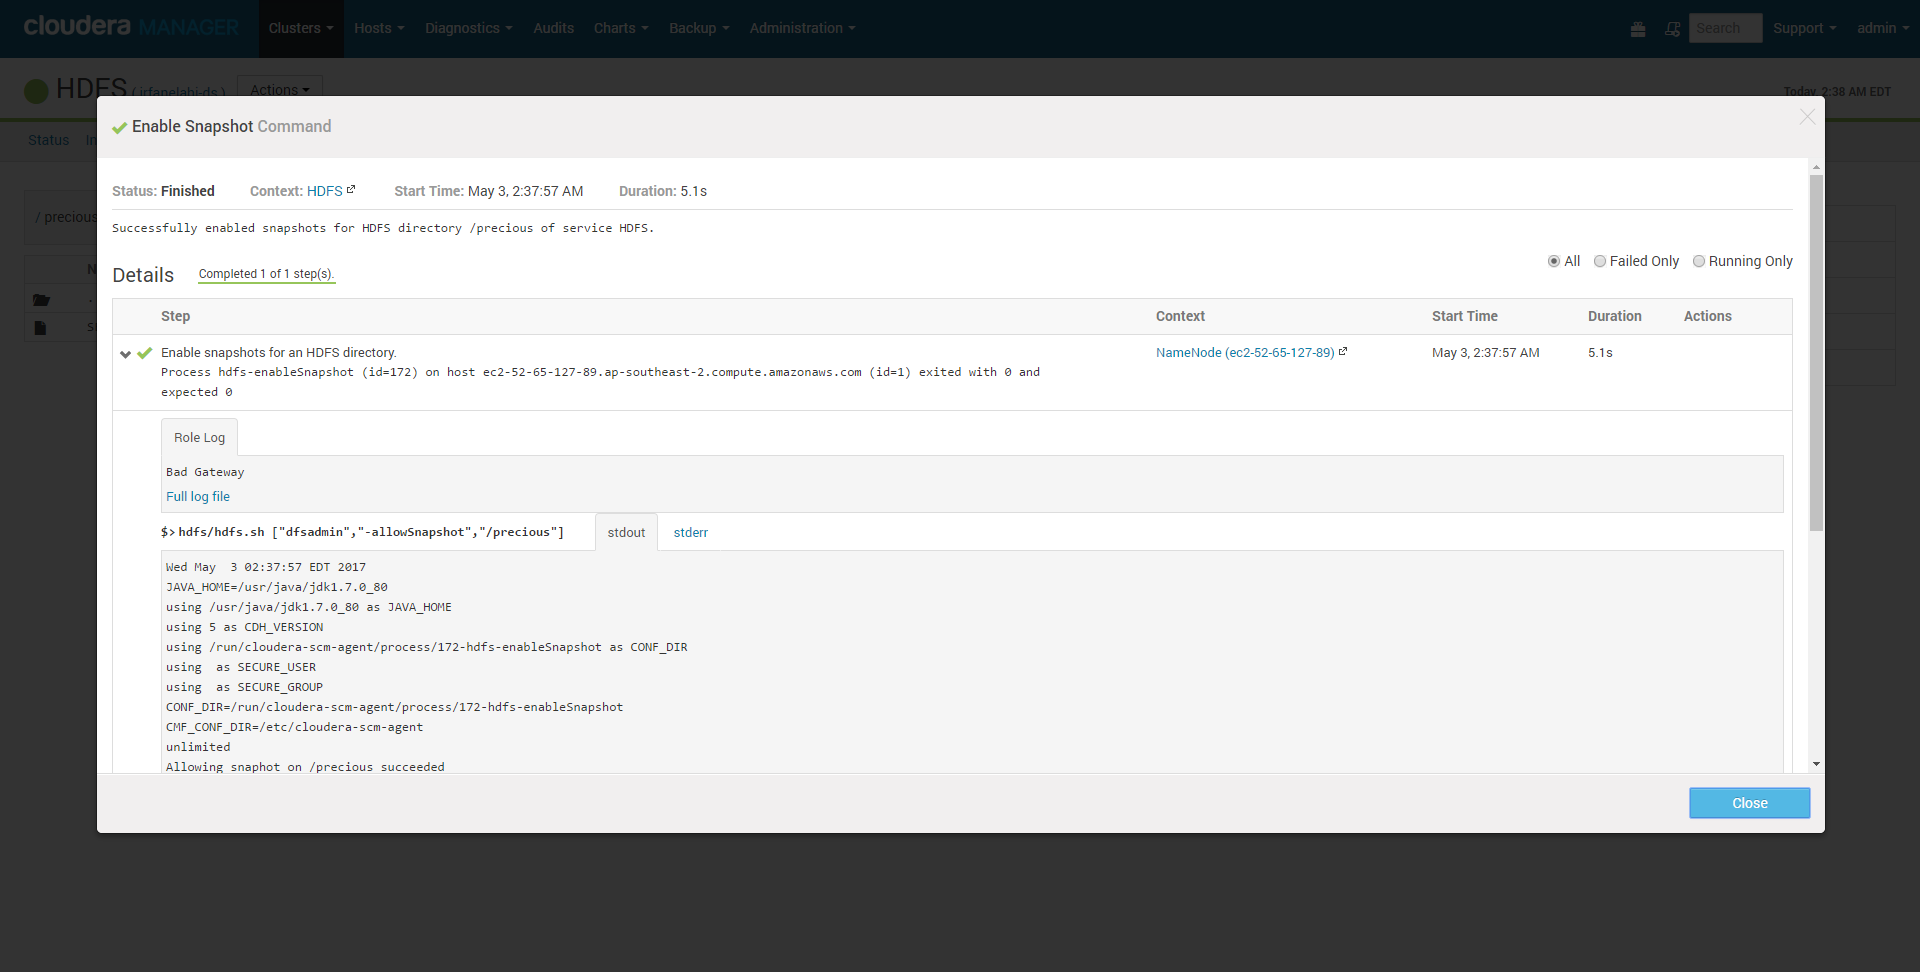 cloudera MANAGER Clusters Hosts Diagnostics Audits Charts Backup Administration Search Support admin
HDFS Actions
Today, 2:38 AM EDT
Enable Snapshot Command
Status
/ precious
Status: Finished Context: HDFS Start Time: May 3, 2:37:57 AM Duration: 5.1s
Successfully enabled snapshots for HDFS directory /precious of service HDFS.
Details Completed 1 of 1 step(s). All Failed Only Running Only
Step Context Start Time Duration Actions
Enable snapshots for an HDFS directory. NameNode (ec2-52-65-127-89) May 3, 2:37:57 AM 5.1s
Process hdfs-enableSnapshot (id=172) on host ec2-52-65-127-89.ap-southeast-2.compute.amazonaws.com (id=1) exited with 0 and
expected 0
Role Log
Bad Gateway
Full log file
$> hdfs/hdfs.sh ["dfsadmin","-allowSnapshot","/precious"] stdout stderr
Wed May  3 02:37:57 EDT 2017
JAVA_HOME=/usr/java/jdk1.7.0_80
using /usr/java/jdk1.7.0_80 as JAVA_HOME
using 5 as CDH_VERSION
using /run/cloudera-scm-agent/process/172-hdfs-enableSnapshot as CONF_DIR
using  as SECURE_USER
using  as SECURE_GROUP
CONF_DIR=/run/cloudera-scm-agent/process/172-hdfs-enableSnapshot
CMF_CONF_DIR=/etc/cloudera-scm-agent
unlimited
Allowing snaphot on /precious succeeded
Close